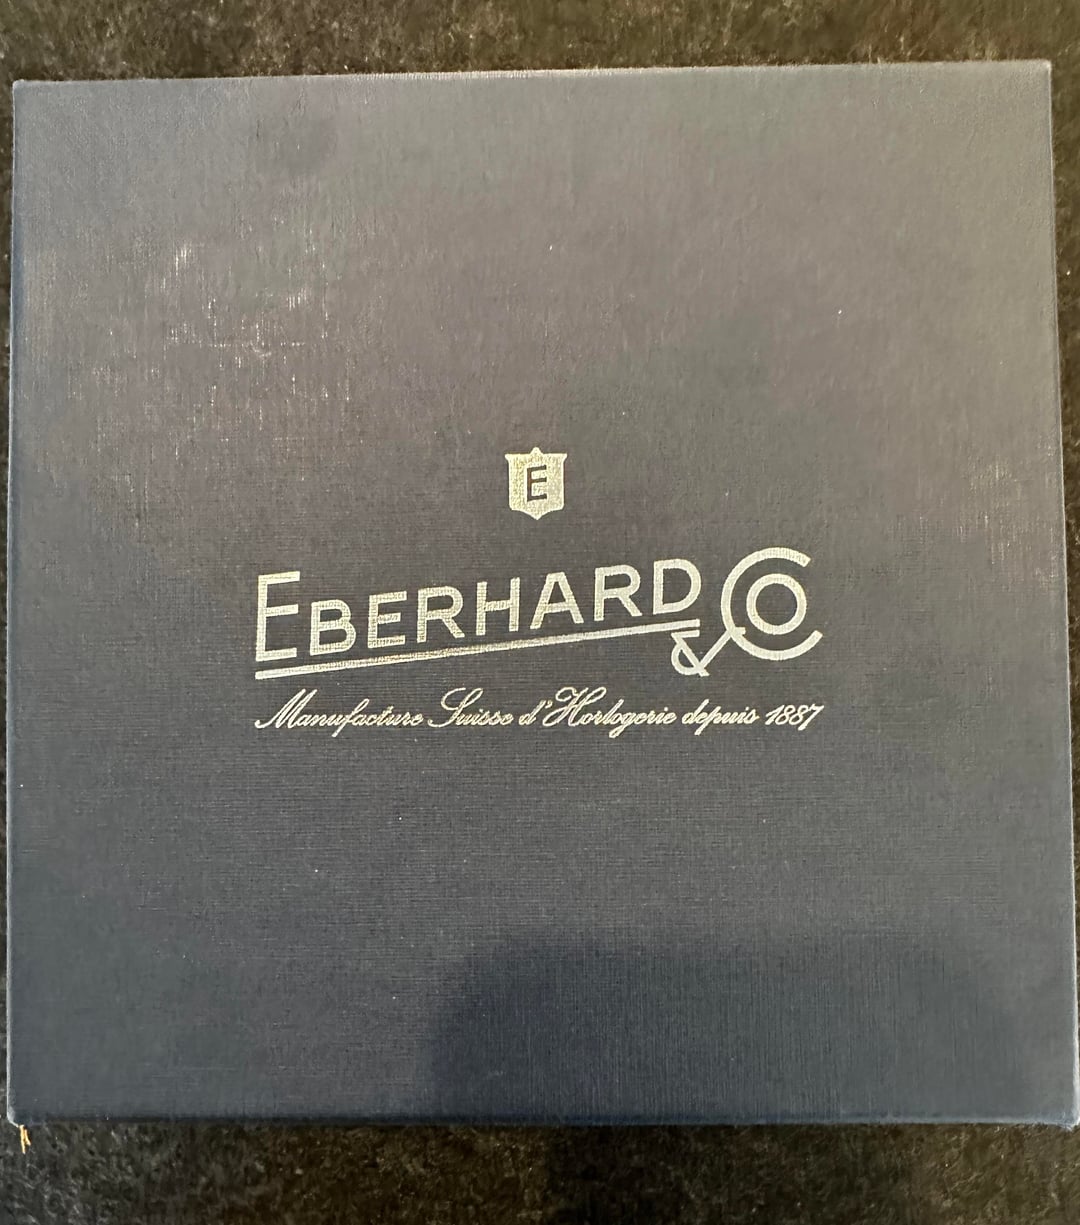 E
EBERHARD & CO
Manufacture Suisse d'Horlogerie depuis 1887